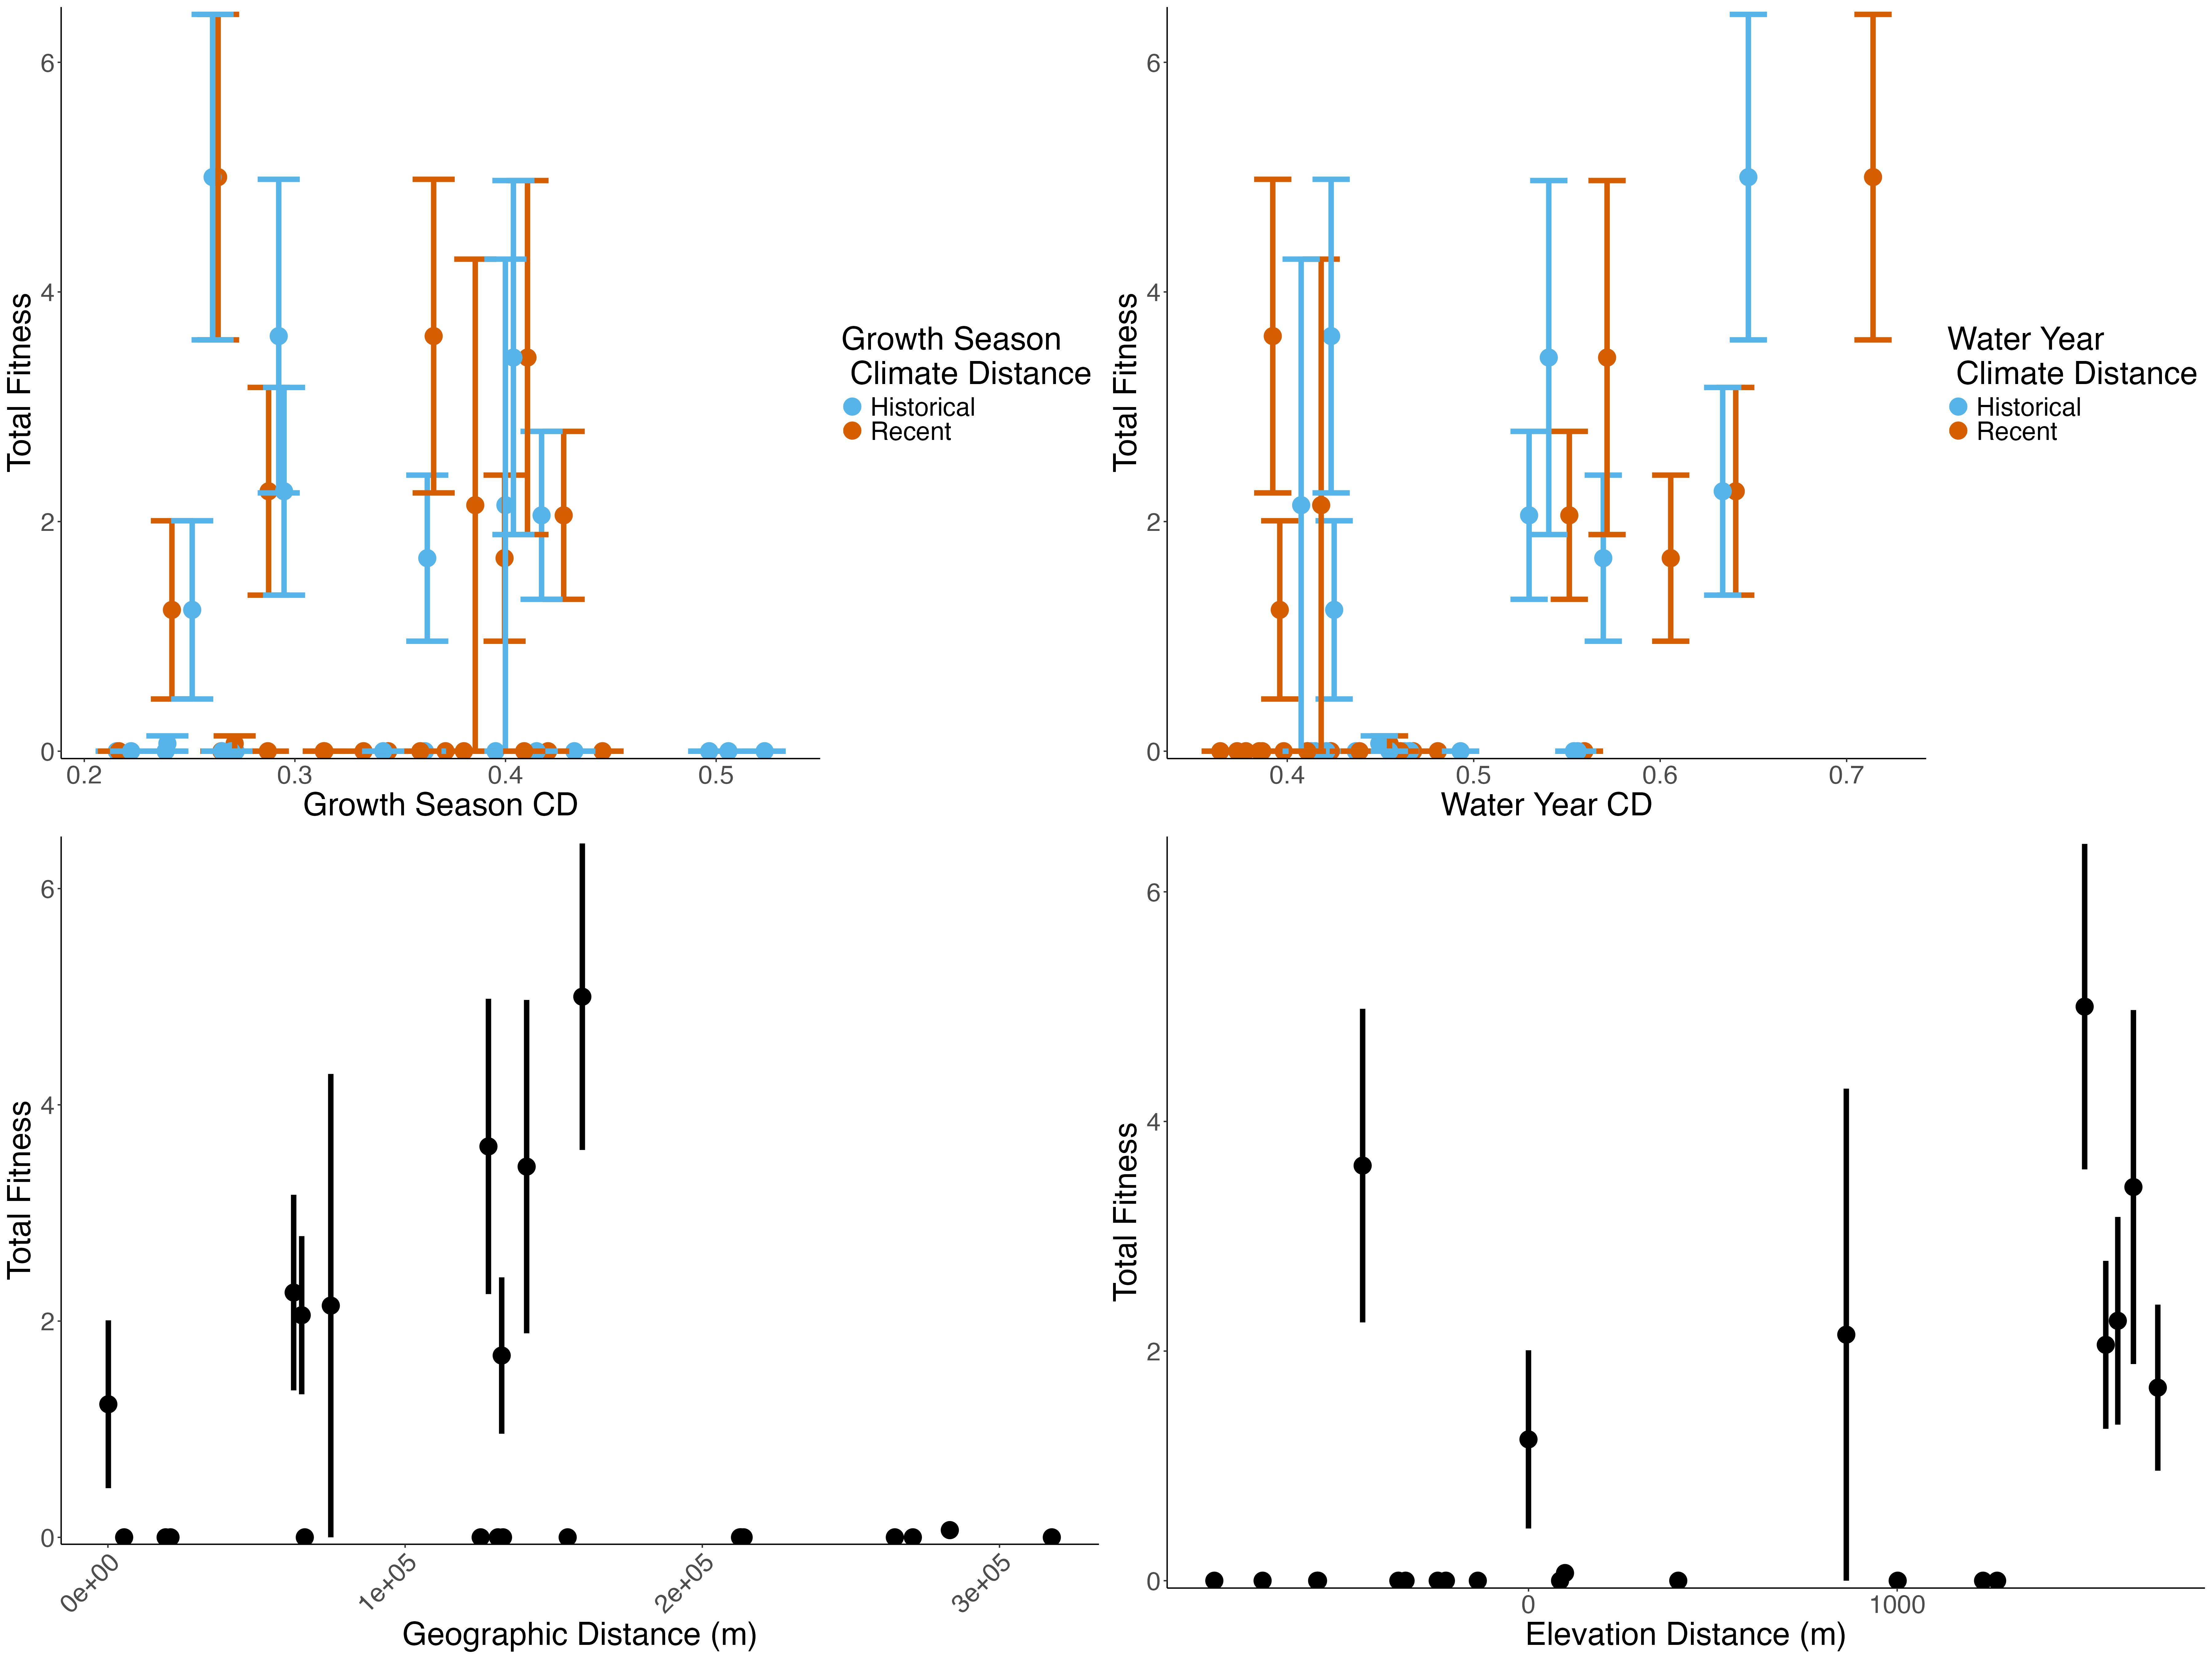 Total Fitness
6
4
2
0
0.2 0.3 0.4 0.5
Growth Season CD
Growth Season
Climate Distance
Historical
Recent
Total Fitness
6
4
2
0
0.4 0.5 0.6 0.7
Water Year CD
Water Year
Climate Distance
Historical
Recent
Total Fitness
6
4
2
0
0e+00 1e+05 2e+05 3e+05
Geographic Distance (m)
Total Fitness
6
4
2
0
0 1000
Elevation Distance (m)